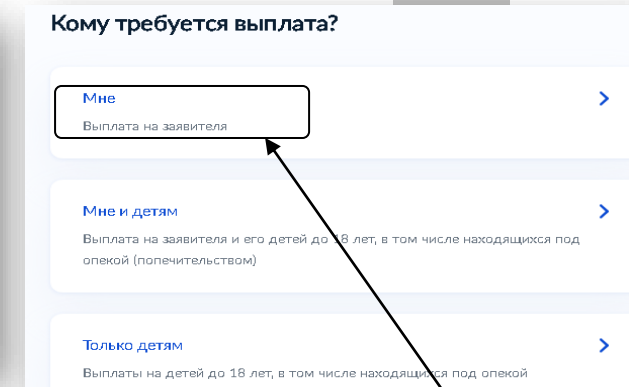 Кому требуется выплата?
Мне
Выплата на заявителя
Мне и детям
Выплата на заявителя и его детей до 18 лет, в том числе находящихся под
опекой (попечительством)
Только детям
Выплаты на детей до 18 лет, в том числе находящихся под опекой